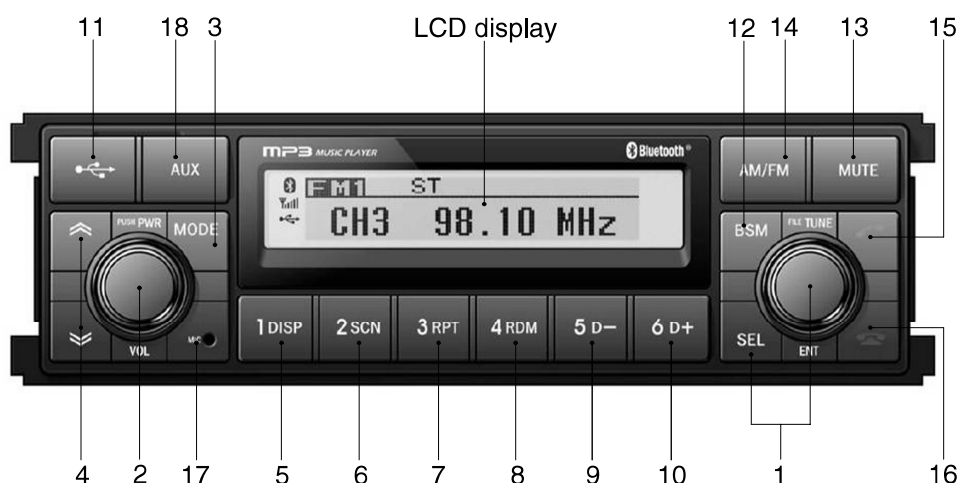 11 18 3 LCD display 12 14 13 15
MP3 MUSIC PLAYER Bluetooth®
AUX AM/FM MUTE
FM1 ST
CH3 98.10 MHz
PUSH PWR MODE BSM FILE TUNE
1 DISP 2 SCN 3 RPT 4 RDM 5 D− 6 D+
VOL MIC SEL ENT
4 2 17 5 6 7 8 9 10 1 16